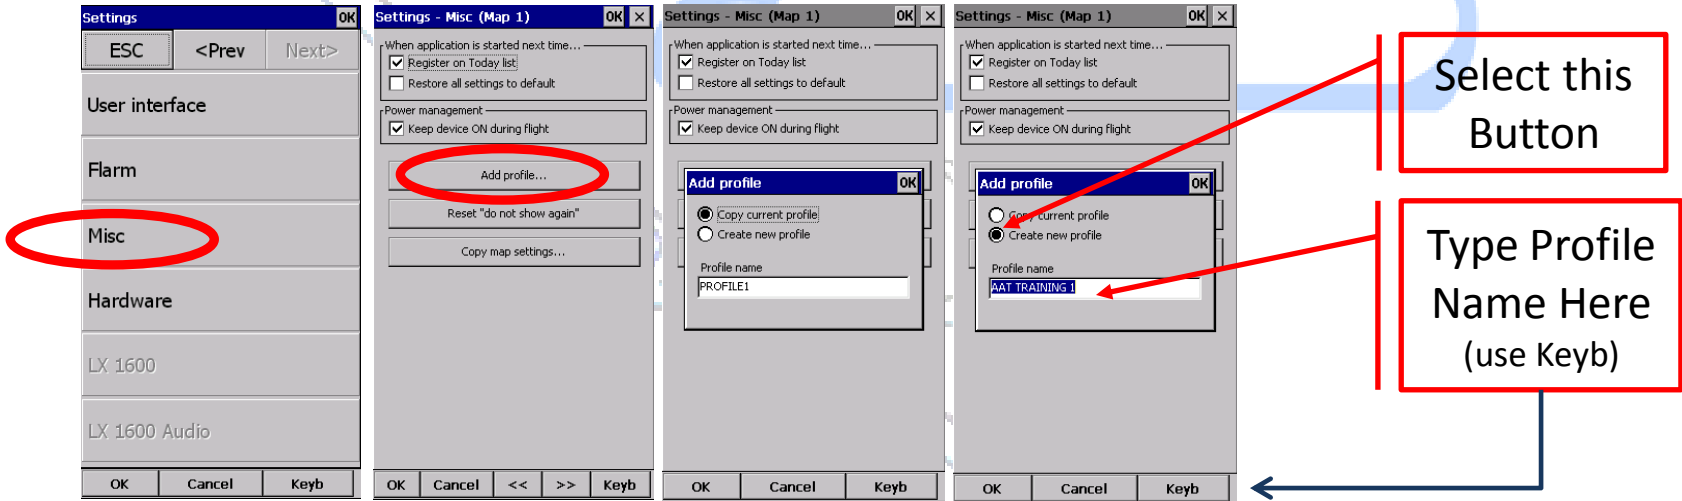 Settings OK
ESC <Prev Next>
User interface
Flarm
Misc
Hardware
LX 1600
LX 1600 Audio
OK Cancel Keyb
Settings - Misc (Map 1) OK ×
When application is started next time...
Register on Today list
Restore all settings to default
Power management
Keep device ON during flight
Add profile...
Reset "do not show again"
Copy map settings...
OK Cancel << >> Keyb
Settings - Misc (Map 1) OK ×
When application is started next time...
Register on Today list
Restore all settings to default
Power management
Keep device ON during flight
Add profile OK
Copy current profile
Create new profile
Profile name
PROFILE1
OK Cancel Keyb
Settings - Misc (Map 1) OK ×
When application is started next time...
Register on Today list
Restore all settings to default
Power management
Keep device ON during flight
Add profile OK
Copy current profile
Create new profile
Profile name
AAT TRAINING 1
OK Cancel Keyb
Select this
Button
Type Profile
Name Here
(use Keyb)